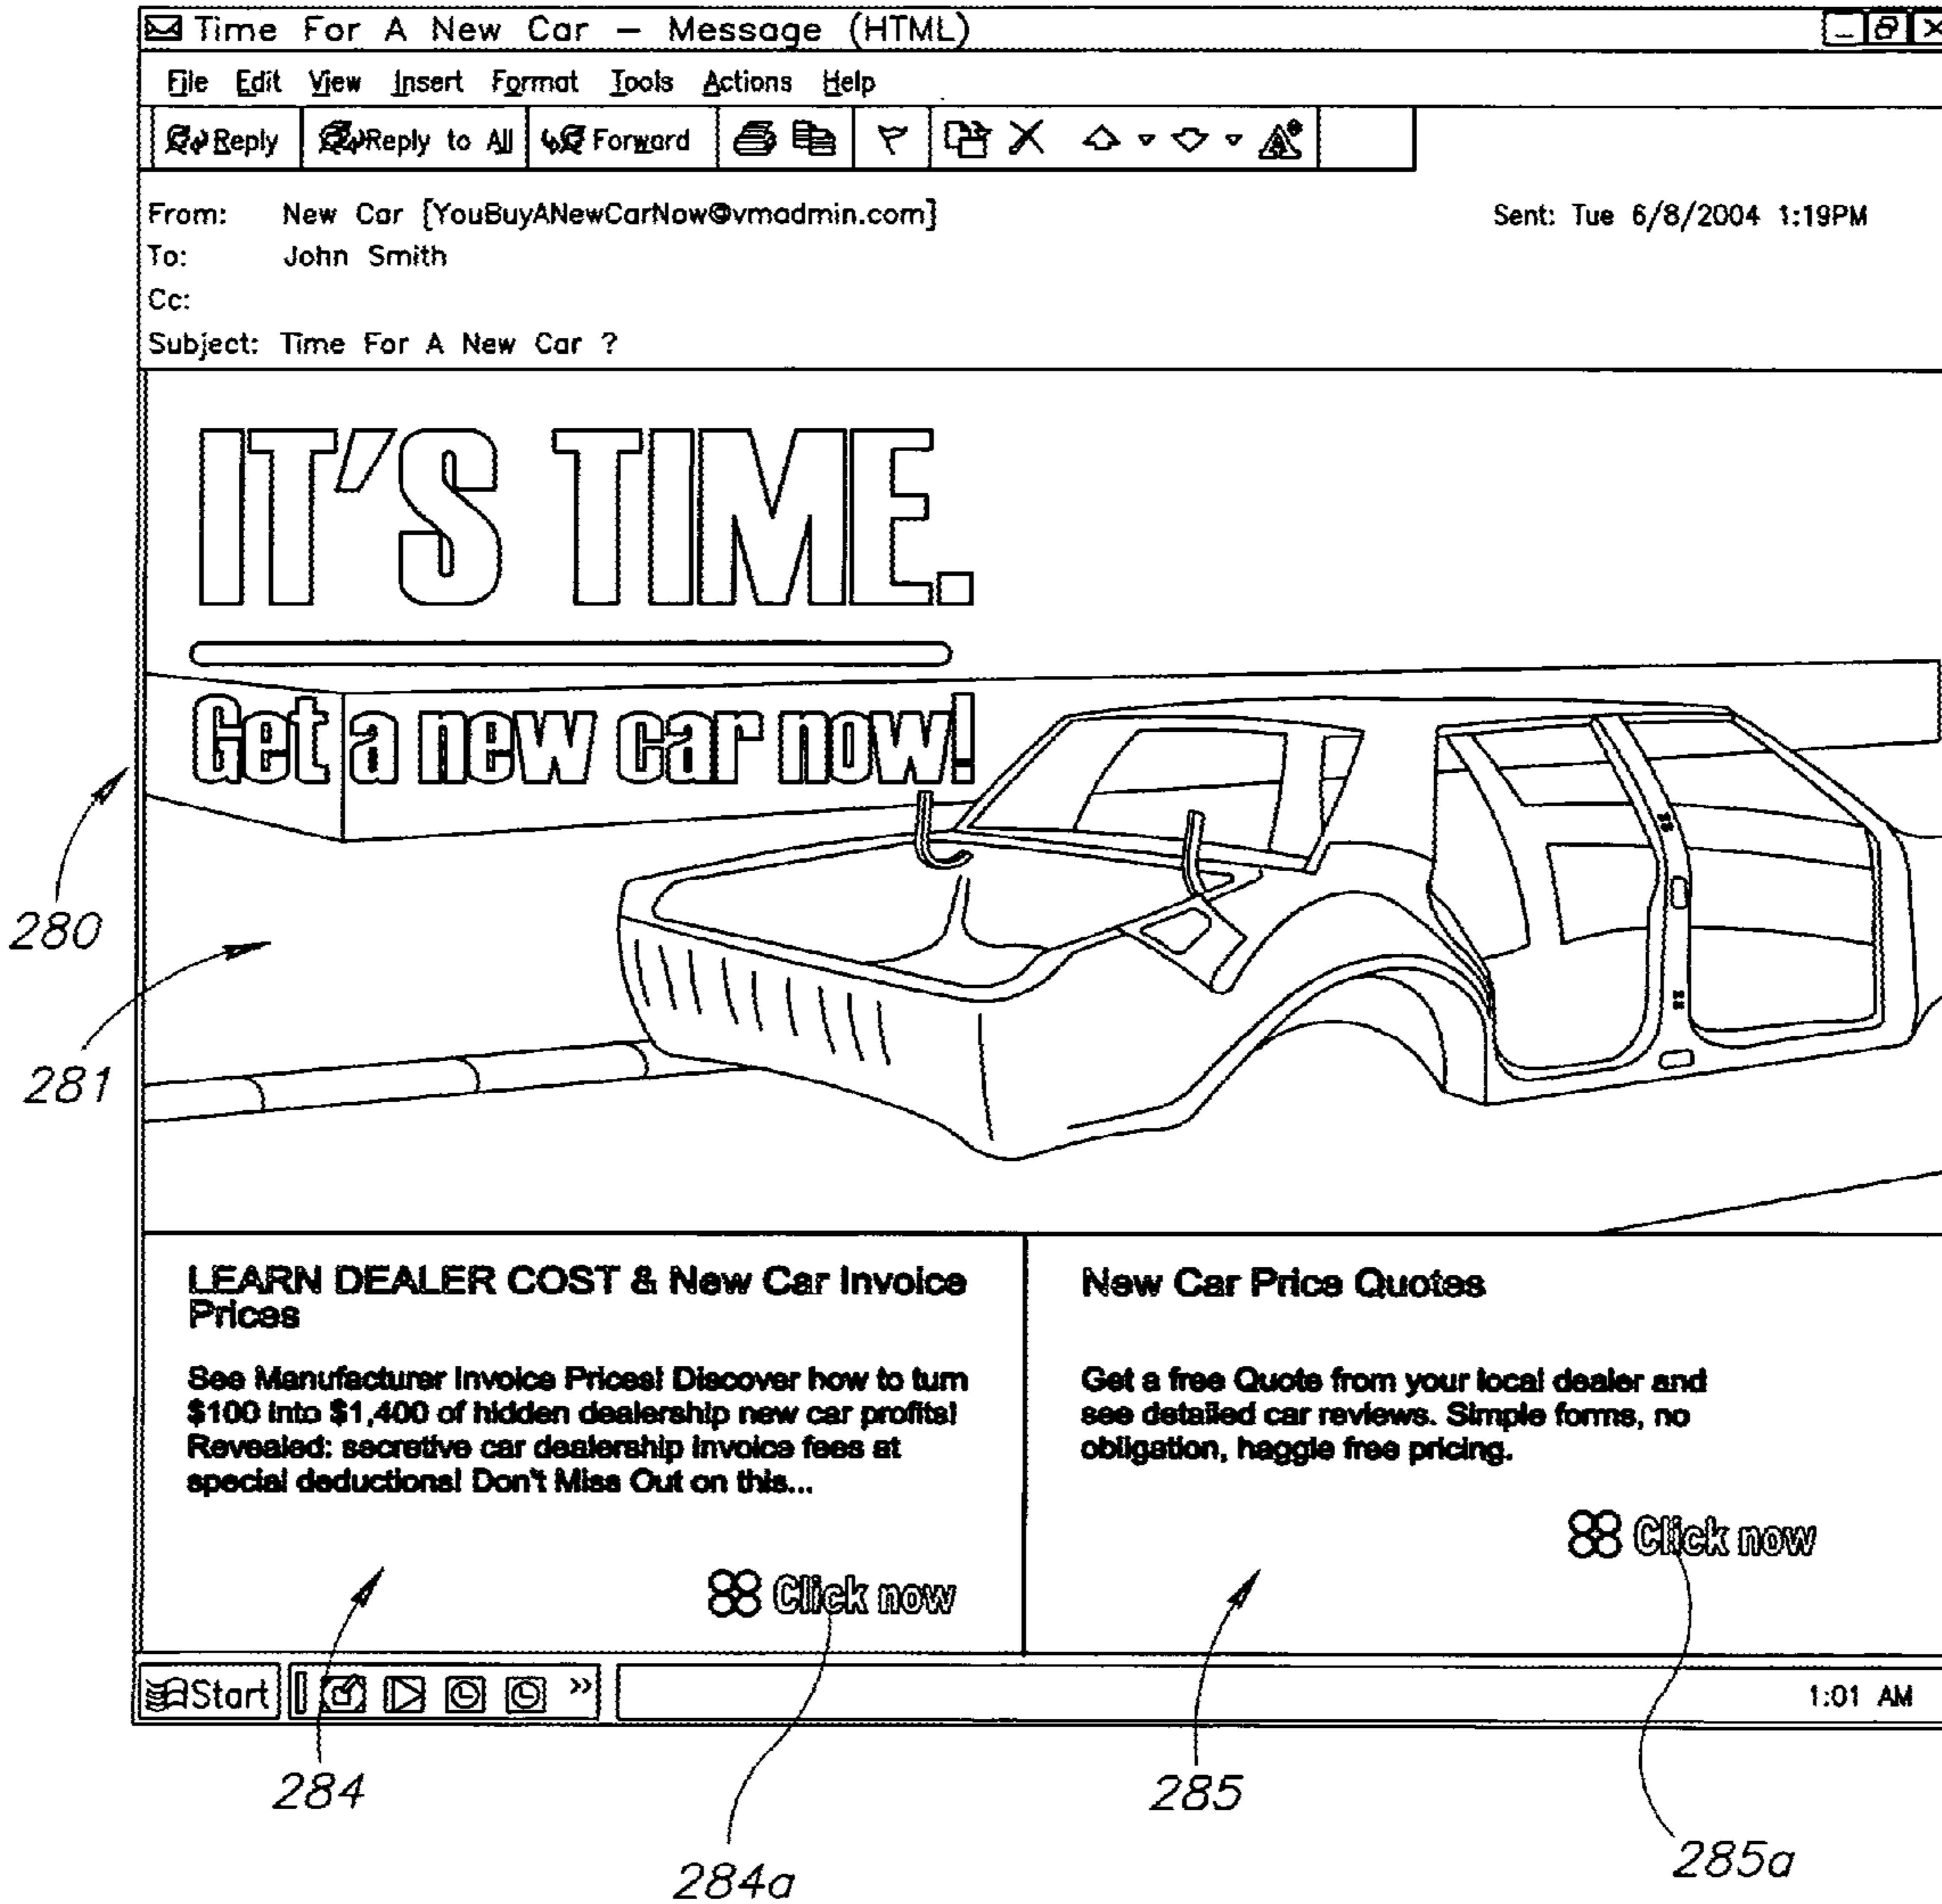 Time For A New Car – Message (HTML)
File Edit View Insert Format Tools Actions Help
Reply Reply to All Forward
From: New Car [YouBuyANewCarNow@vmadmin.com] Sent: Tue 6/8/2004 1:19PM
To: John Smith
Cc:
Subject: Time For A New Car ?
IT'S TIME.
Get a new car now!
280
281
LEARN DEALER COST & New Car Invoice
Prices
See Manufacturer Invoice Prices! Discover how to turn
$100 into $1,400 of hidden dealership new car profits!
Revealed: secretive car dealership invoice fees at
special deductions! Don't Miss Out on this...
Click now
New Car Price Quotes
Get a free Quote from your local dealer and
see detailed car reviews. Simple forms, no
obligation, haggle free pricing.
Click now
Start » 1:01 AM
284
285
284a
285a